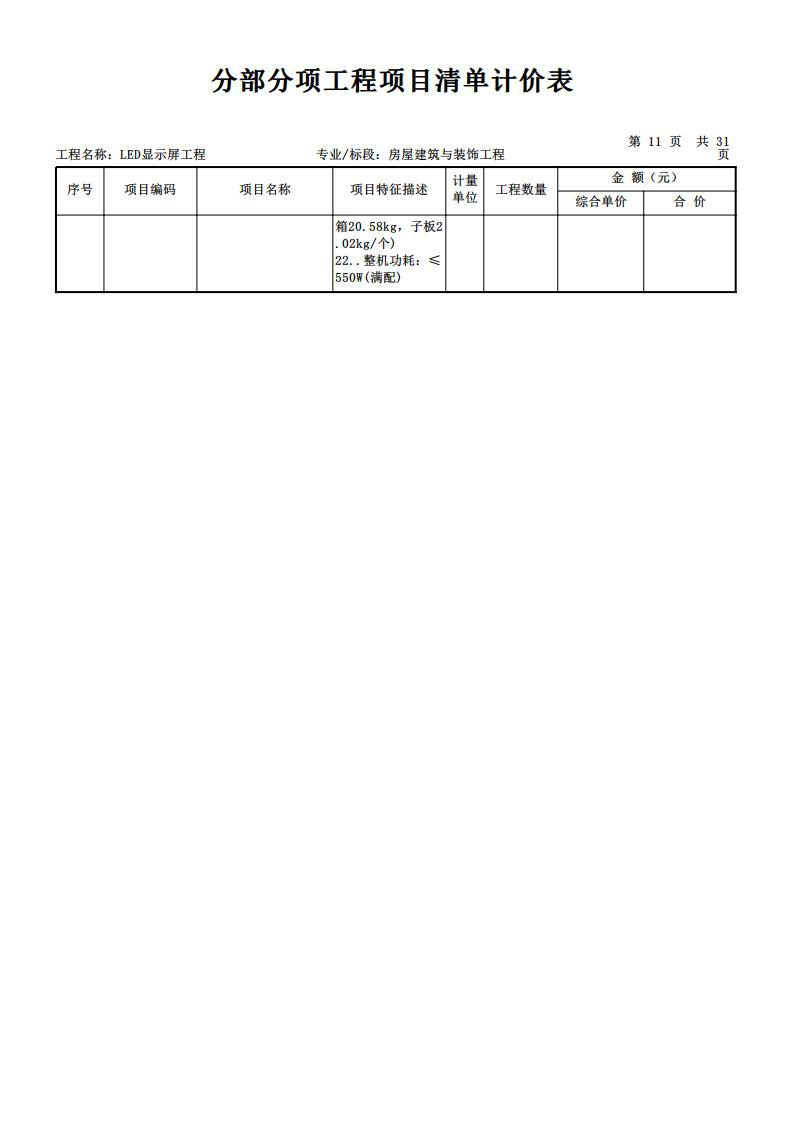 分部分项工程项目清单计价表
第 11 页 共 31
页
工程名称：LED显示屏工程 专业/标段：房屋建筑与装饰工程
序号 项目编码 项目名称 项目特征描述 计量
单位 工程数量 金 额（元）
综合单价 合 价
箱20.58kg，子板2
.02kg/个)
22..整机功耗：≤
550W(满配)